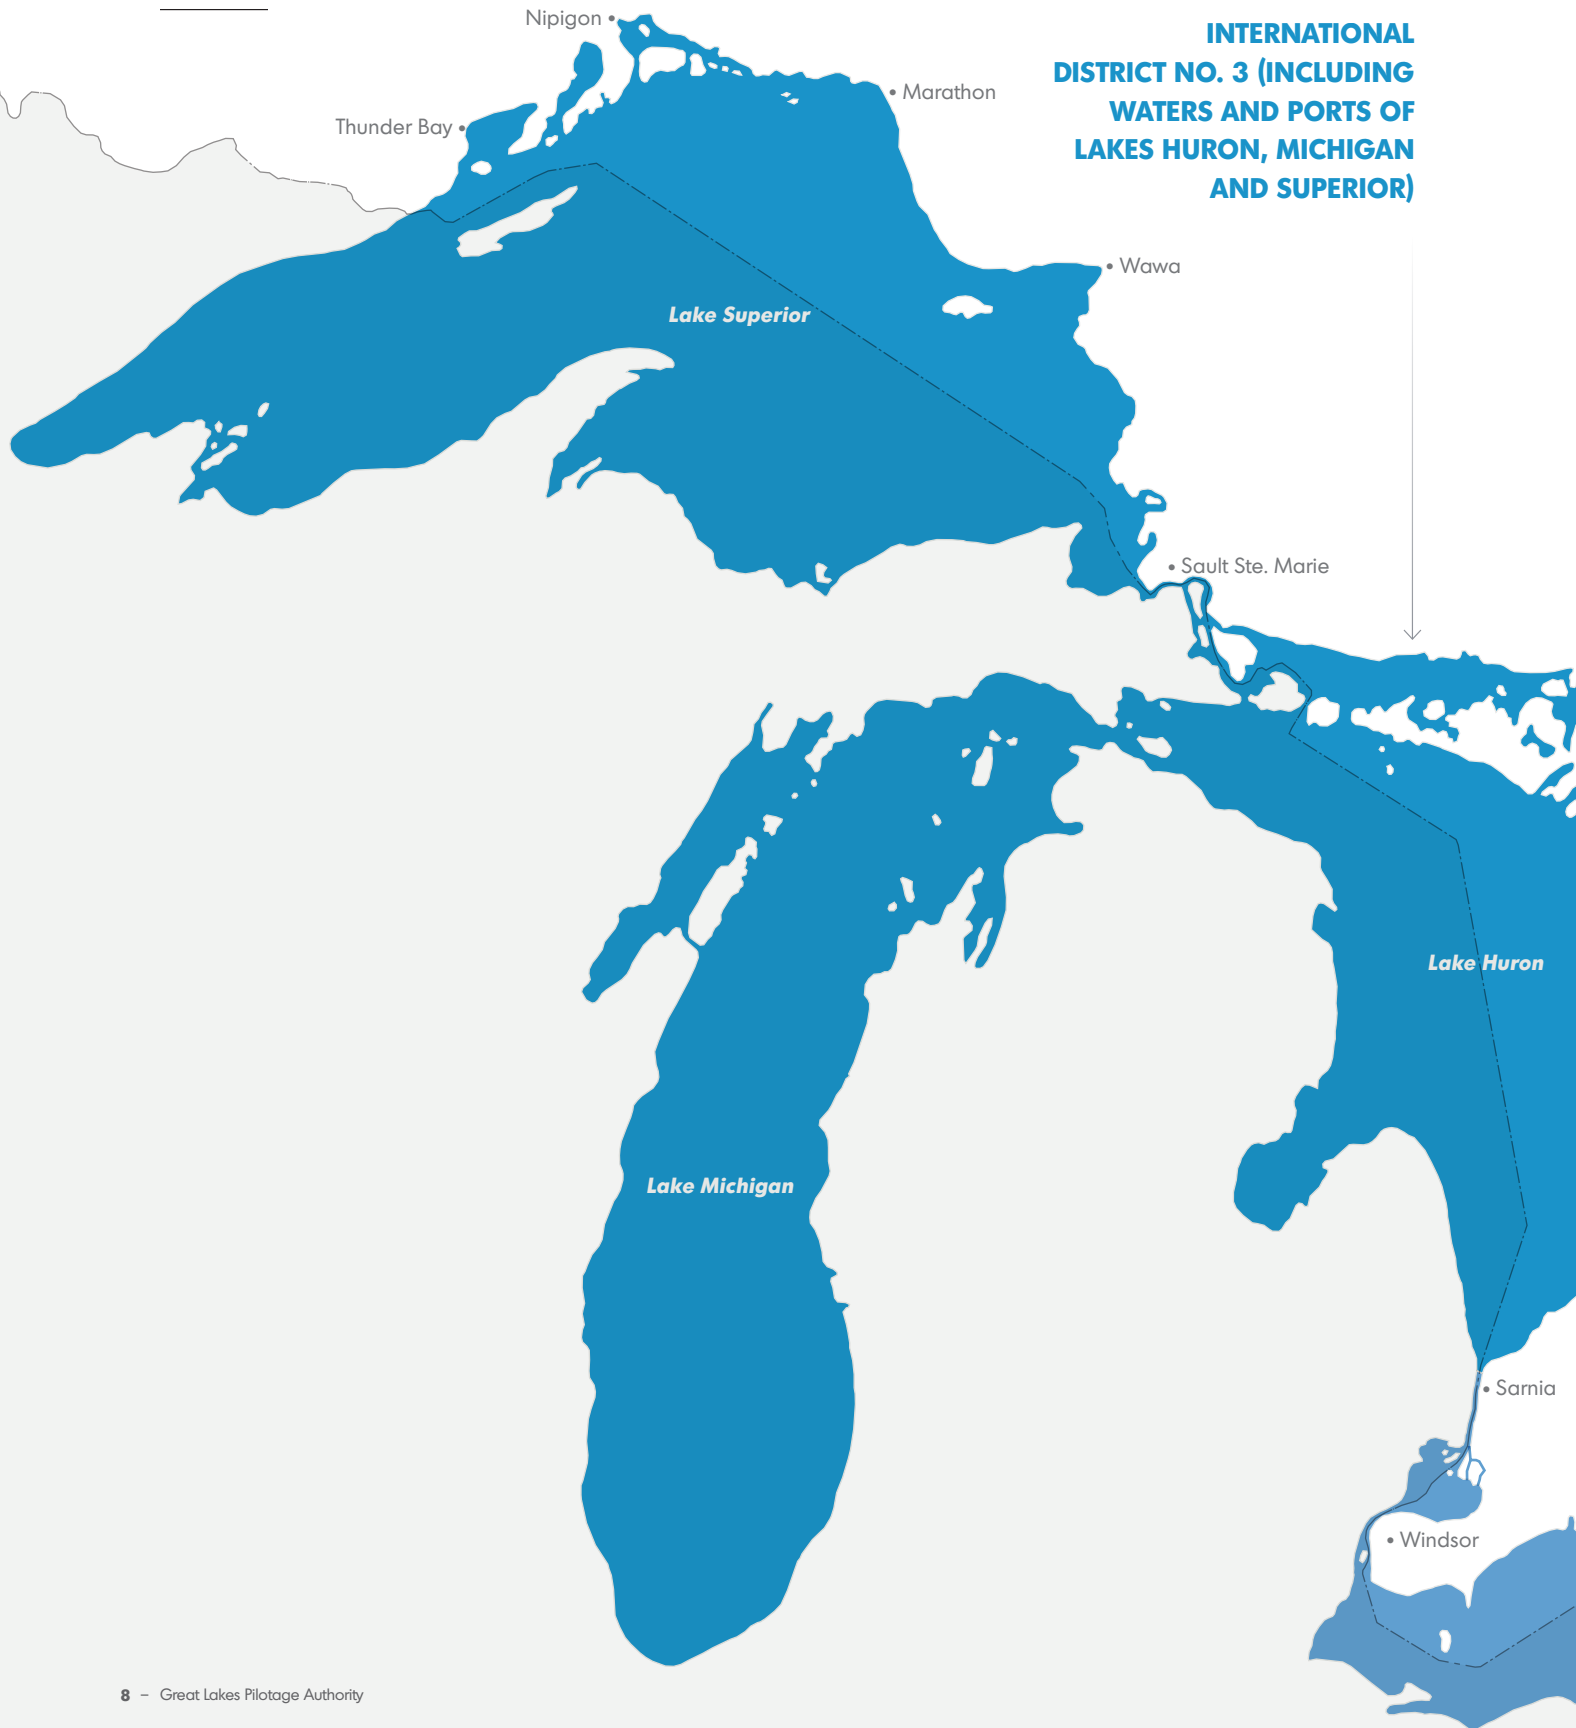 Nipigon
INTERNATIONAL
DISTRICT NO. 3 (INCLUDING
WATERS AND PORTS OF
LAKES HURON, MICHIGAN
AND SUPERIOR)
Marathon
Thunder Bay
Wawa
Lake Superior
Sault Ste. Marie
Lake Huron
Lake Michigan
Sarnia
Windsor
8 – Great Lakes Pilotage Authority